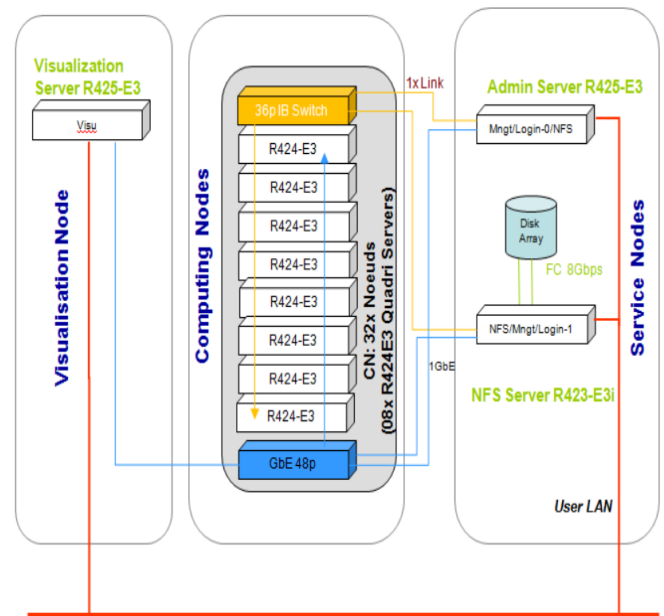 Visualization
Server R425-E3
Visu
Visualisation Node
Computing Nodes
36p IB Switch
R424-E3
R424-E3
R424-E3
R424-E3
R424-E3
R424-E3
R424-E3
R424-E3
GbE 48p
CN: 32x Noeuds
(08x R424E3 Quadri Servers)
1x Link
Admin Server R425-E3
Mngt/Login-0/NFS
Disk
Array
FC 8Gbps
NFS/Mngt/Login-1
1GbE
NFS Server R423-E3i
Service Nodes
User LAN